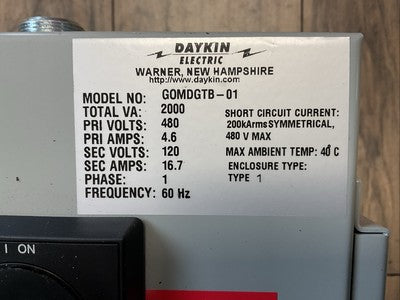 DAYKIN
ELECTRIC
WARNER, NEW HAMPSHIRE
http://www.daykin.com
MODEL NO: GOMDGTB-01
TOTAL VA: 2000
PRI VOLTS: 480
PRI AMPS: 4.6
SEC VOLTS: 120
SEC AMPS: 16.7
PHASE: 1
FREQUENCY: 60 Hz
SHORT CIRCUIT CURRENT:
200kArms SYMMETRICAL,
480 V MAX
MAX AMBIENT TEMP: 40°C
ENCLOSURE TYPE:
TYPE 1
I ON